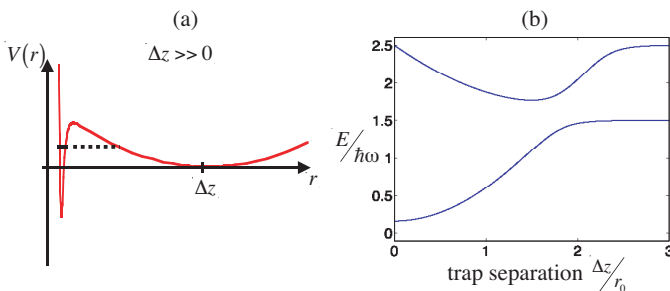 (a)
V(r)
Δz >> 0
Δz
r
(b)
2.5
2
1.5
1
0.5
0
E/ħω
0 1 2 3
trap separation Δz/r₀